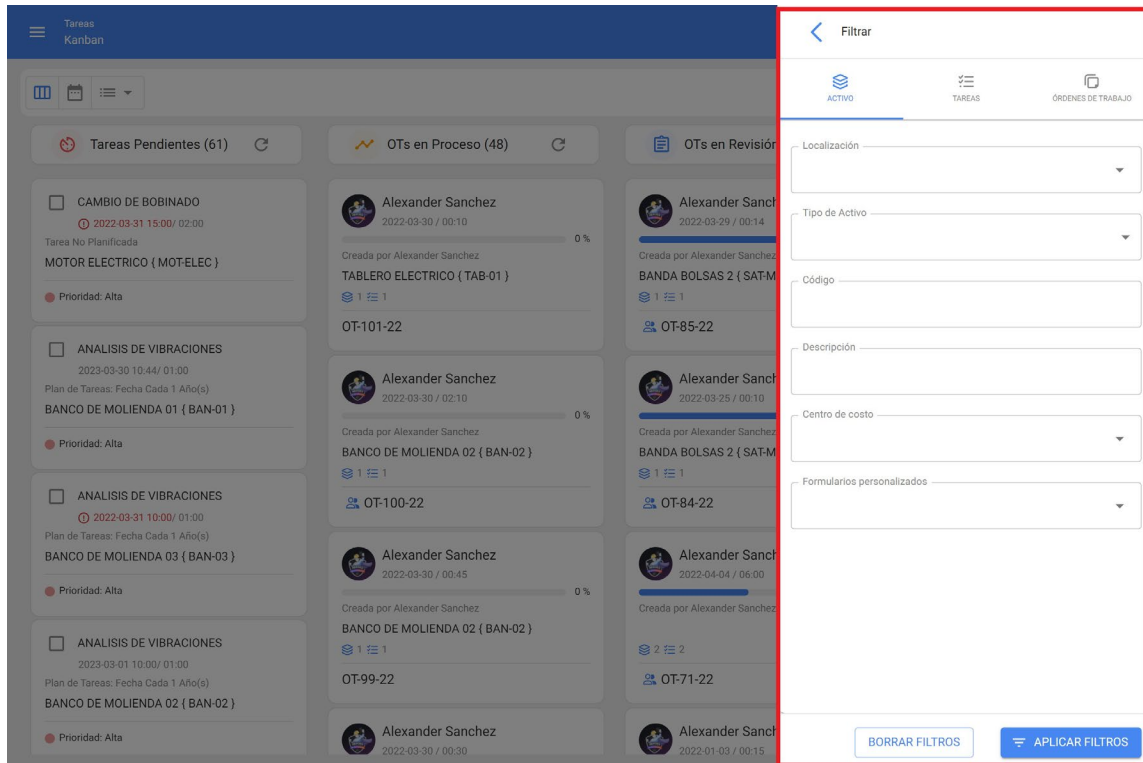 Tareas
Kanban
Tareas Pendientes (61)
CAMBIO DE BOBINADO
2022-03-31 15:00/ 02:00
Tarea No Planificada
MOTOR ELECTRICO { MOT-ELEC }
Prioridad: Alta
ANALISIS DE VIBRACIONES
2023-03-30 10:44/ 01:00
Plan de Tareas: Fecha Cada 1 Año(s)
BANCO DE MOLIENDA 01 { BAN-01 }
Prioridad: Alta
ANALISIS DE VIBRACIONES
2022-03-31 10:00/ 01:00
Plan de Tareas: Fecha Cada 1 Año(s)
BANCO DE MOLIENDA 03 { BAN-03 }
Prioridad: Alta
ANALISIS DE VIBRACIONES
2023-03-01 10:00/ 01:00
Plan de Tareas: Fecha Cada 1 Año(s)
BANCO DE MOLIENDA 02 { BAN-02 }
Prioridad: Alta
OTs en Proceso (48)
Alexander Sanchez
2022-03-30 / 00:10
0 %
Creada por Alexander Sanchez
TABLERO ELECTRICO { TAB-01 }
1 1
OT-101-22
Alexander Sanchez
2022-03-30 / 02:10
0 %
Creada por Alexander Sanchez
BANCO DE MOLIENDA 02 { BAN-02 }
1 1
OT-100-22
Alexander Sanchez
2022-03-30 / 00:45
0 %
Creada por Alexander Sanchez
BANCO DE MOLIENDA 02 { BAN-02 }
1 1
OT-99-22
Alexander Sanchez
2022-03-30 / 00:30
OTs en Revisión
Alexander Sanch
2022-03-29 / 00:14
Creada por Alexander Sanchez
BANDA BOLSAS 2 { SAT-M
1 1
OT-85-22
Alexander Sanch
2022-03-25 / 00:10
Creada por Alexander Sanchez
BANDA BOLSAS 2 { SAT-M
1 1
OT-84-22
Alexander Sanch
2022-04-04 / 06:00
Creada por Alexander Sanchez
2 2
OT-71-22
Alexander Sanch
2022-01-03 / 00:15
Filtrar
ACTIVO
TAREAS
ÓRDENES DE TRABAJO
Localización
Tipo de Activo
Código
Descripción
Centro de costo
Formularios personalizados
BORRAR FILTROS
APLICAR FILTROS